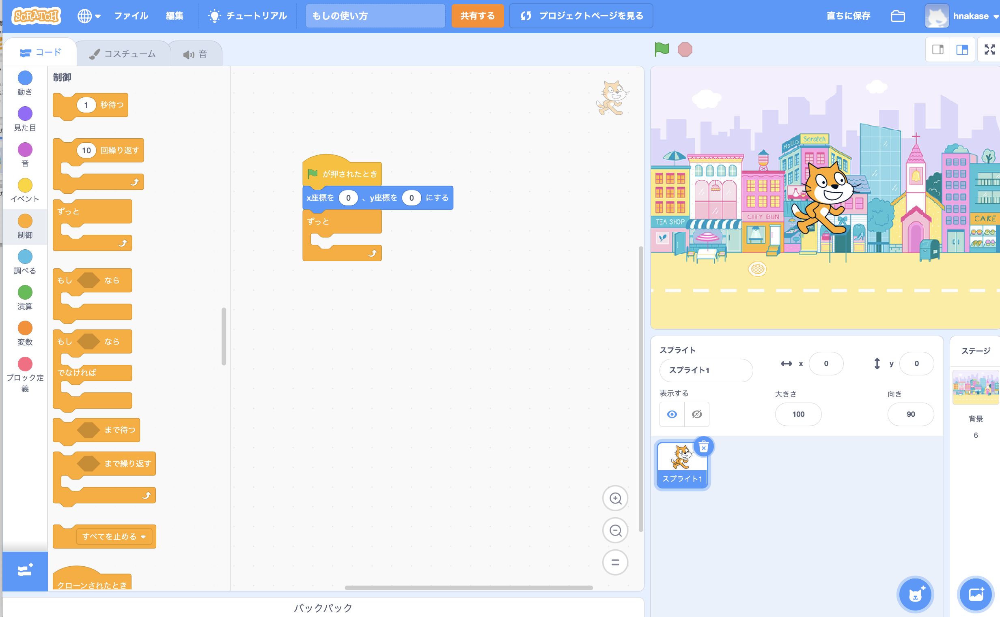 SCRATCH
ファイル
編集
チュートリアル
もしの使い方
共有する
プロジェクトページを見る
直ちに保存
hnakase
コード
コスチューム
音
動き
見た目
音
イベント
制御
調べる
演算
変数
ブロック定
義
制御
1 秒待つ
10 回繰り返す
ずっと
もし なら
もし なら
でなければ
まで待つ
まで繰り返す
すべてを止める
クローンされたとき
が押されたとき
x座標を 0 、y座標を 0 にする
ずっと
バックパック
Hello
Scratch
TEA SHOP
CITY BUN
CAKE
スプライト
スプライト1
x 0
y 0
表示する
大きさ
100
向き
90
スプライト1
ステージ
背景
6